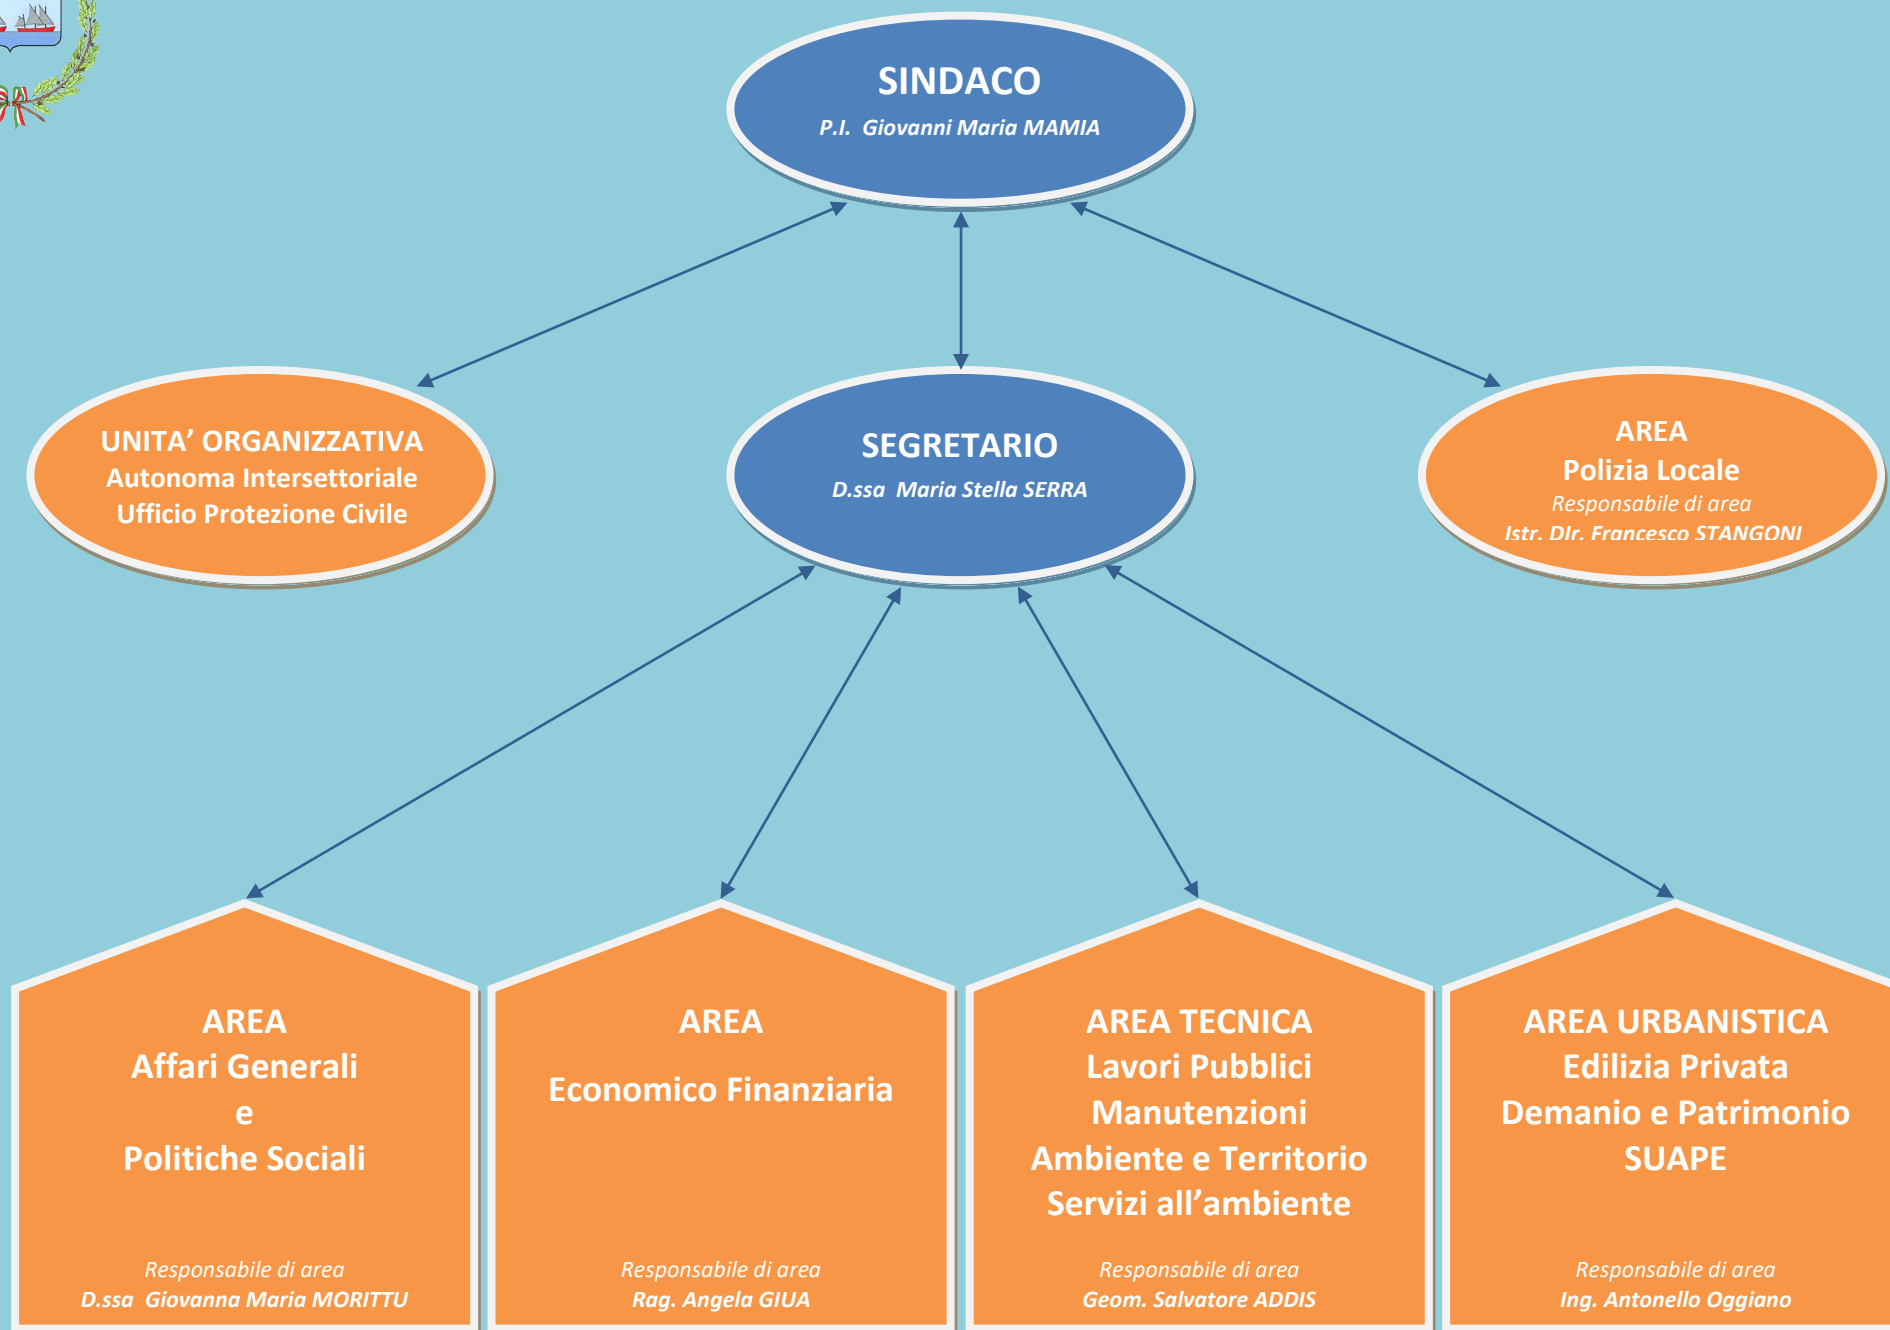 SINDACO
P.I. Giovanni Maria MAMIA
UNITA’ ORGANIZZATIVA
Autonoma Intersettoriale
Ufficio Protezione Civile
SEGRETARIO
D.ssa Maria Stella SERRA
AREA
Polizia Locale
Responsabile di area
Istr. DIr. Francesco STANGONI
AREA
Affari Generali
e
Politiche Sociali
Responsabile di area
D.ssa Giovanna Maria MORITTU
AREA
Economico Finanziaria
Responsabile di area
Rag. Angela GIUA
AREA TECNICA
Lavori Pubblici
Manutenzioni
Ambiente e Territorio
Servizi all’ambiente
Responsabile di area
Geom. Salvatore ADDIS
AREA URBANISTICA
Edilizia Privata
Demanio e Patrimonio
SUAPE
Responsabile di area
Ing. Antonello Oggiano